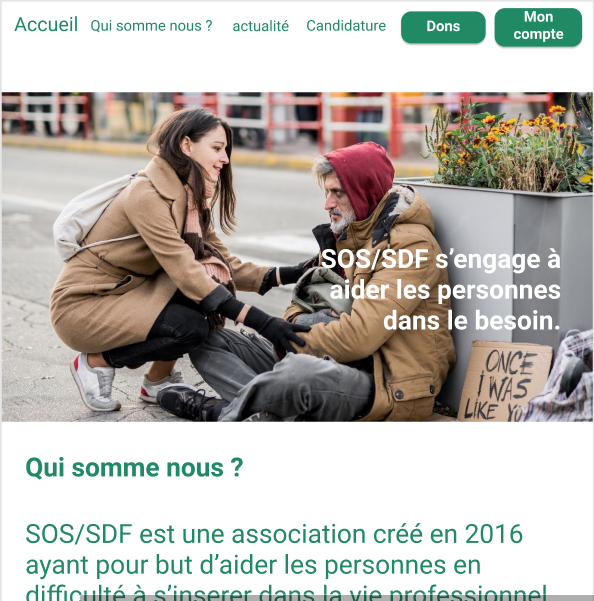 Accueil Qui somme nous ? actualité Candidature Dons Mon compte
SOS/SDF s’engage à
aider les personnes
dans le besoin.
ONCE
I WAS
LIKE YO
Qui somme nous ?
SOS/SDF est une association créé en 2016
ayant pour but d’aider les personnes en
difficulté à s’inserer dans la vie professionnel